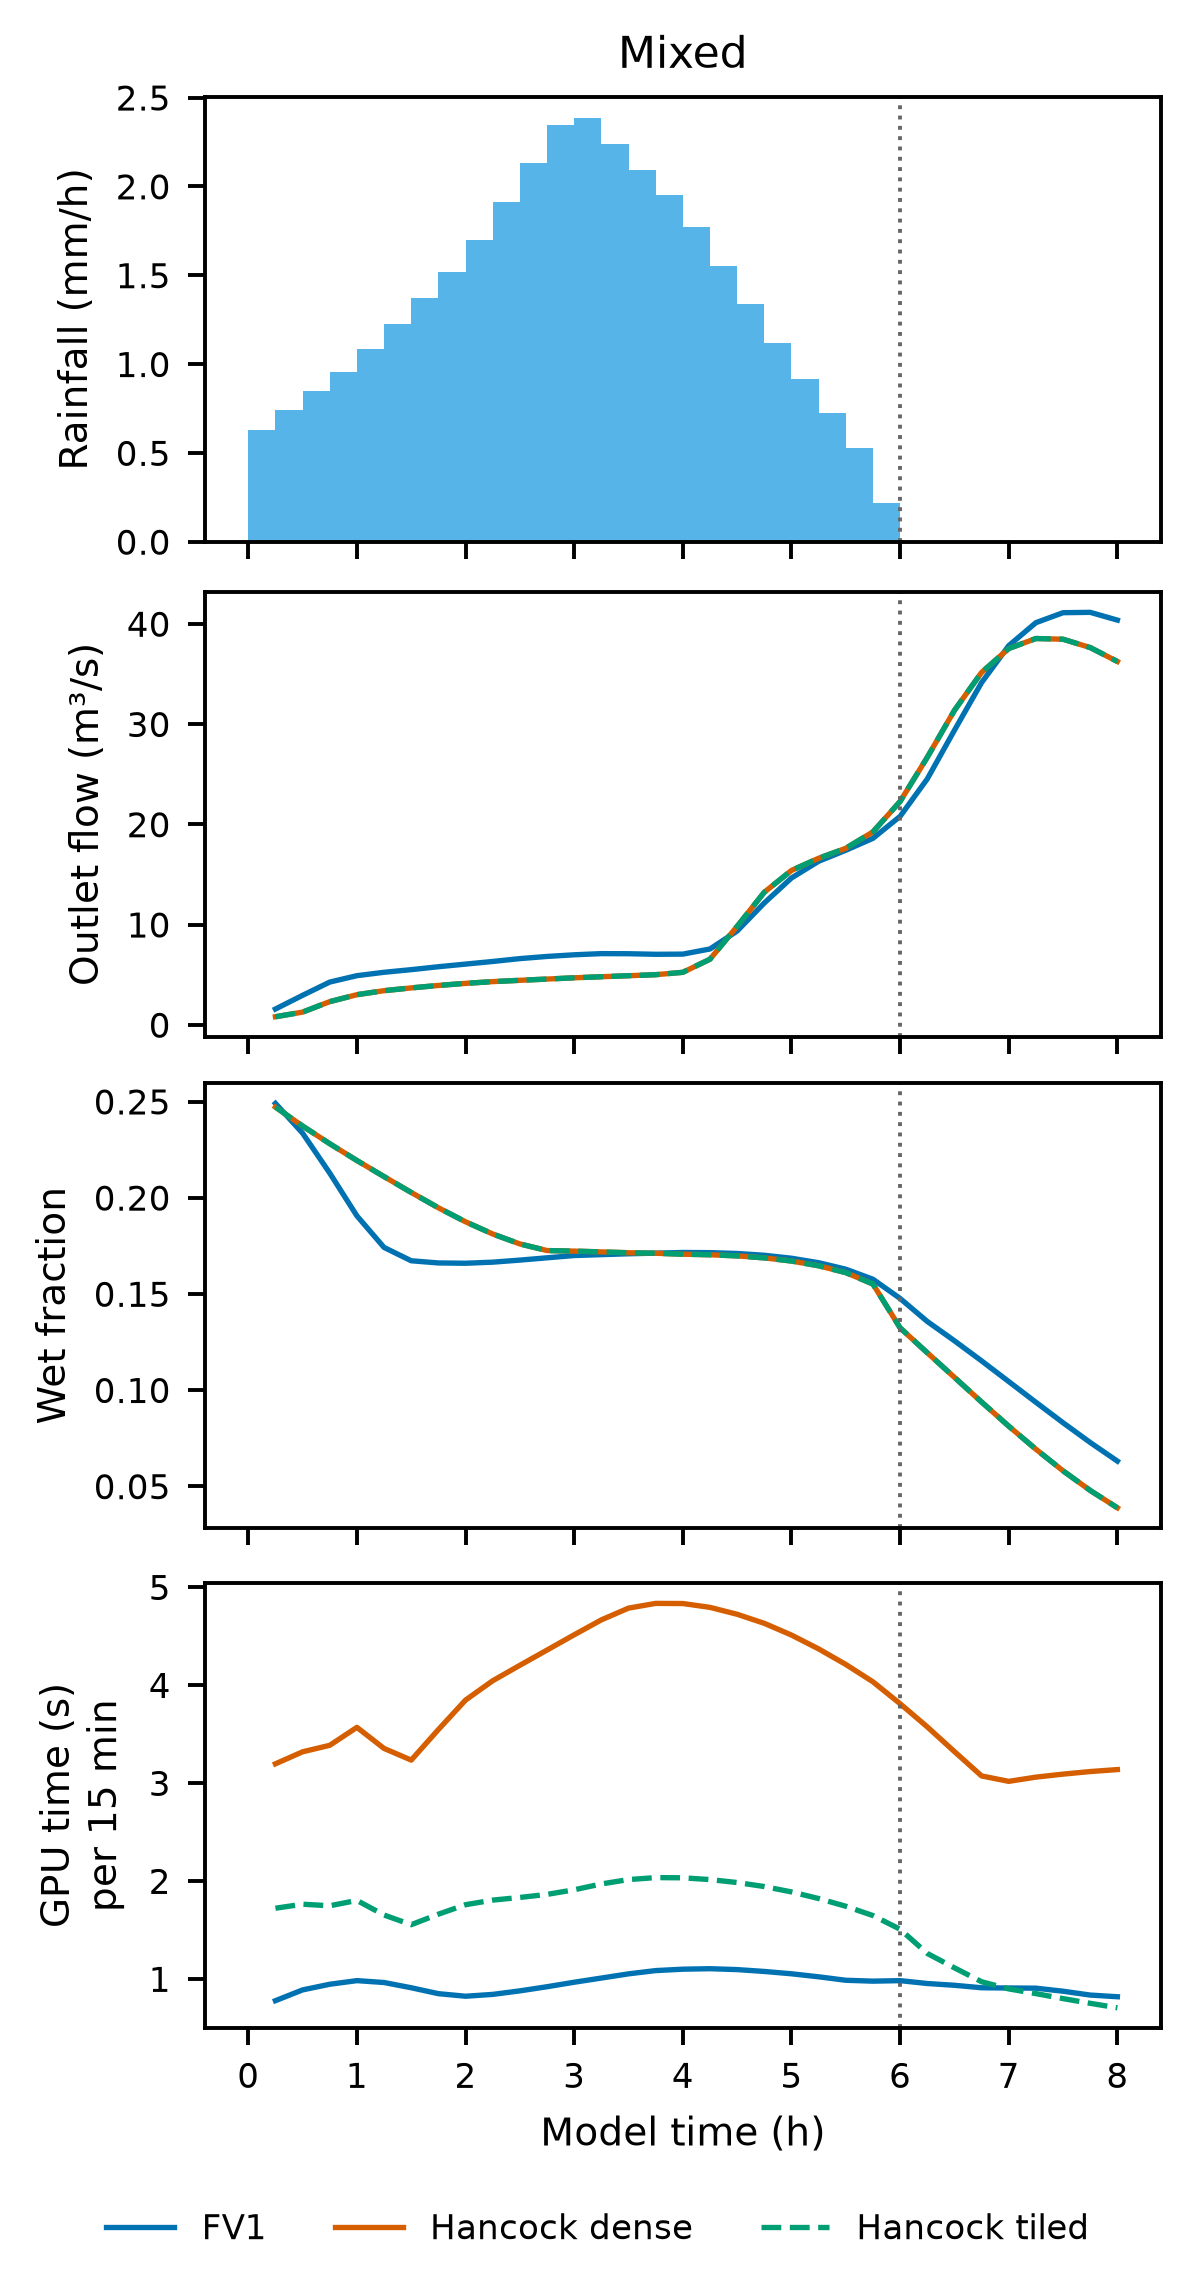 Mixed
Rainfall (mm/h)
2.5
2.0
1.5
1.0
0.5
0.0
Outlet flow (m³/s)
40
30
20
10
0
Wet fraction
0.25
0.20
0.15
0.10
0.05
GPU time (s)
per 15 min
5
4
3
2
1
0 1 2 3 4 5 6 7 8
Model time (h)
FV1 Hancock dense Hancock tiled